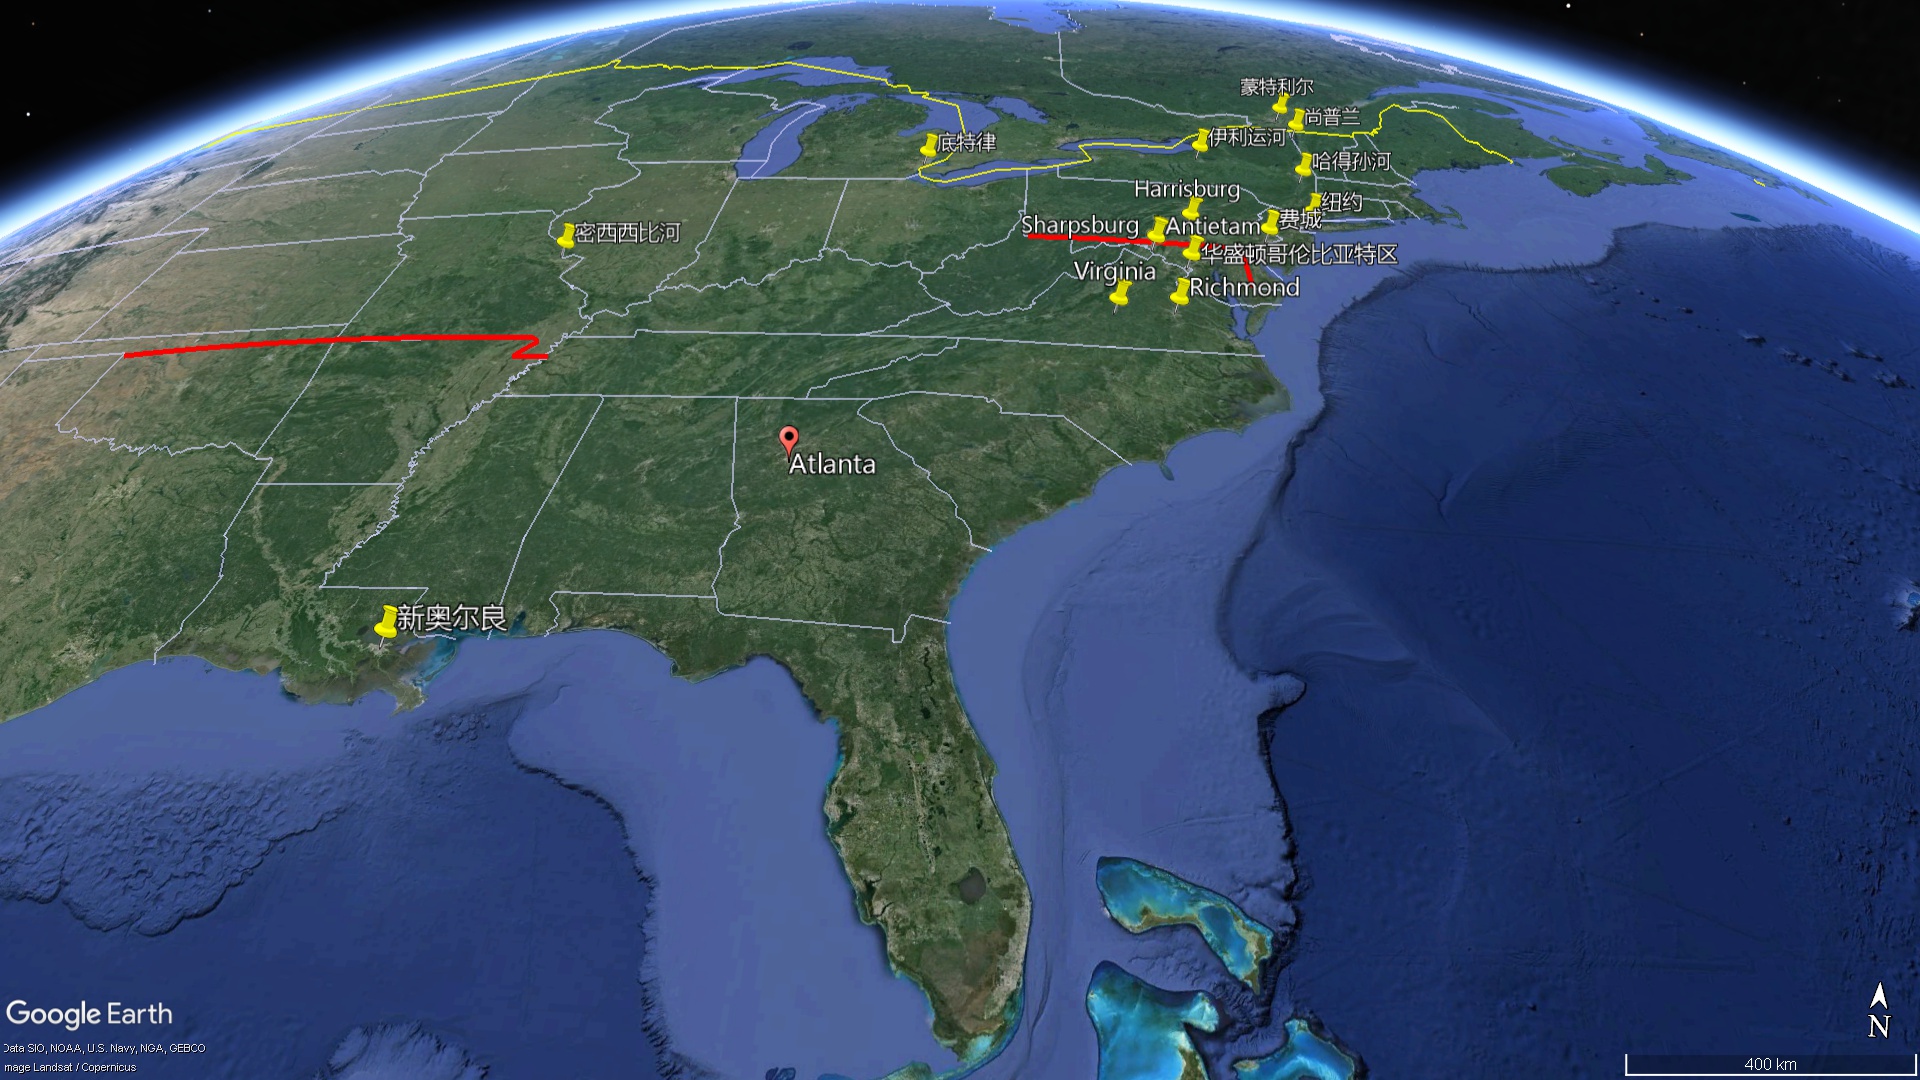 蒙特利尔
尚普兰
伊利运河
底特律
哈得孙河
Harrisburg
纽约
费城
Sharpsburg
Antietam
密西西比河
华盛顿哥伦比亚特区
Virginia
Richmond
Atlanta
新奥尔良
Google Earth
Data SIO, NOAA, U.S. Navy, NGA, GEBCO
mage Landsat / Copernicus
N
400 km